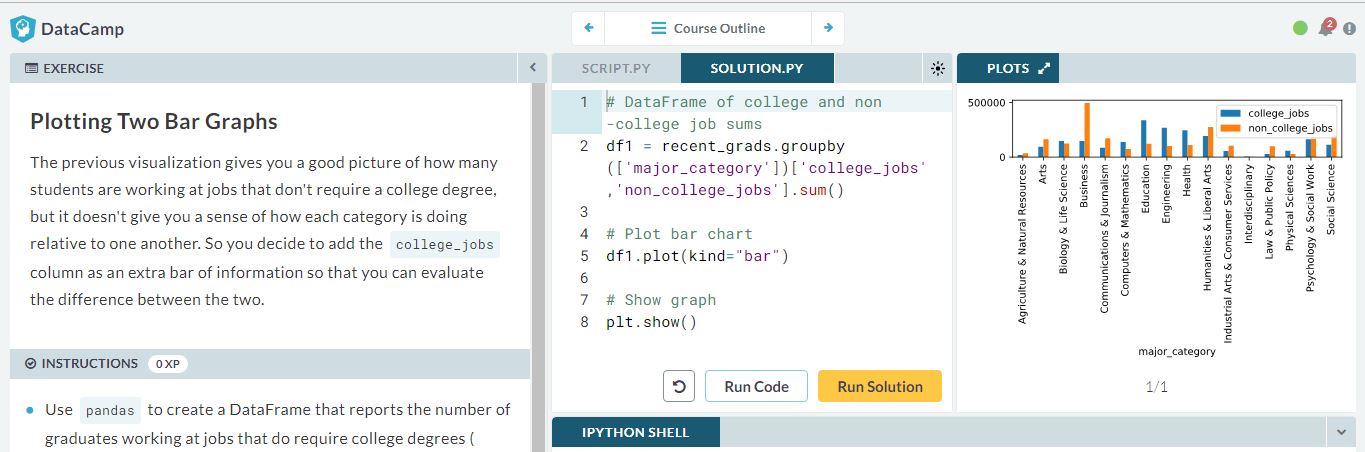 DataCamp
Course Outline
2
EXERCISE
Plotting Two Bar Graphs
The previous visualization gives you a good picture of how many
students are working at jobs that don't require a college degree,
but it doesn't give you a sense of how each category is doing
relative to one another. So you decide to add the college_jobs
column as an extra bar of information so that you can evaluate
the difference between the two.
INSTRUCTIONS 0 XP
Use pandas to create a DataFrame that reports the number of
graduates working at jobs that do require college degrees (
SCRIPT.PY SOLUTION.PY
1 # DataFrame of college and non
-college job sums
2 df1 = recent_grads.groupby
(['major_category'])['college_jobs'
,'non_college_jobs'].sum()
3
4 # Plot bar chart
5 df1.plot(kind="bar")
6
7 # Show graph
8 plt.show()
Run Code Run Solution
IPYTHON SHELL
PLOTS
500000
0
college_jobs
non_college_jobs
Agriculture & Natural Resources
Arts
Biology & Life Science
Business
Communications & Journalism
Computers & Mathematics
Education
Engineering
Health
Humanities & Liberal Arts
Industrial Arts & Consumer Services
Interdisciplinary
Law & Public Policy
Physical Sciences
Psychology & Social Work
Social Science
major_category
1/1